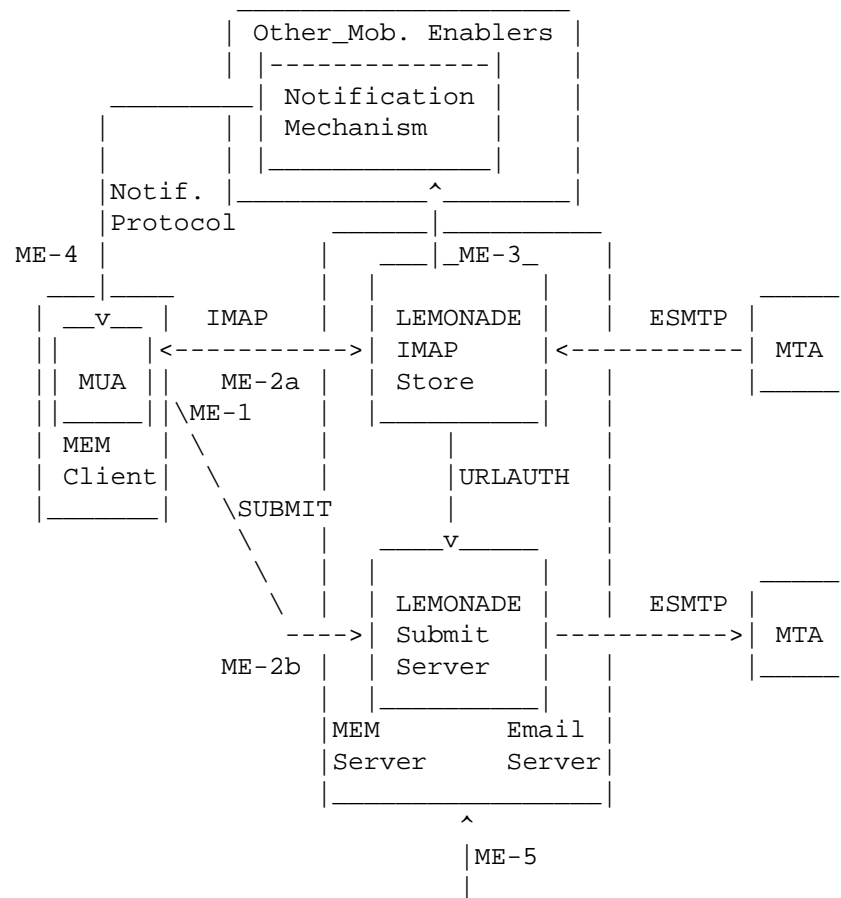 Other_Mob. Enablers
Notification
Mechanism
Notif.
Protocol
ME-4
ME-3
IMAP
LEMONADE
ESMTP
IMAP
MTA
MUA
ME-2a
Store
ME-1
MEM
Client
URLAUTH
SUBMIT
LEMONADE
ESMTP
Submit
MTA
ME-2b
Server
MEM Email
Server Server
ME-5